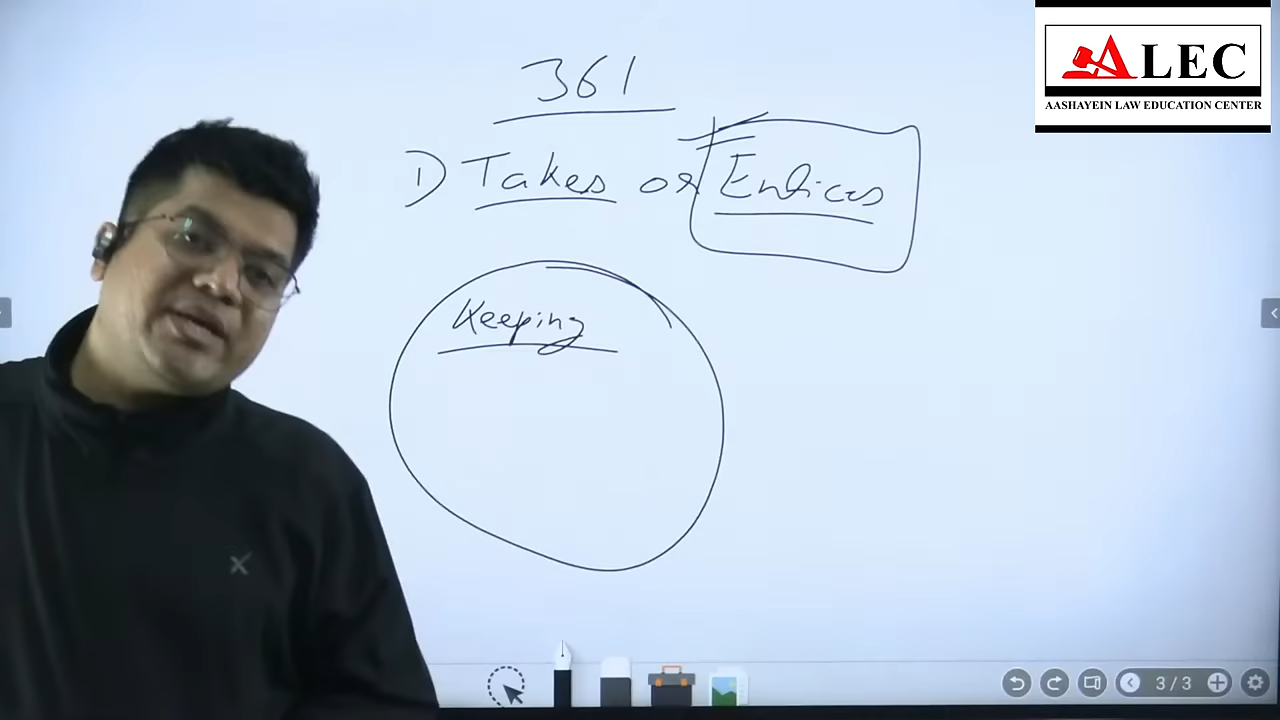 361
1) Takes or Entices
Keeping
ALEC
AASHAYEIN LAW EDUCATION CENTER
3/3